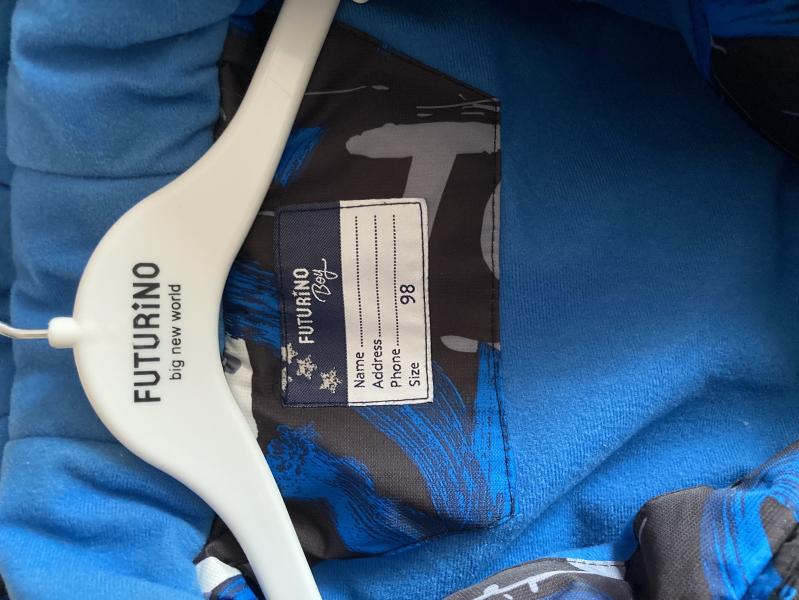 FUTURiNO
big new world
FUTURiNO
Boy
Name
Address
Phone
Size 98